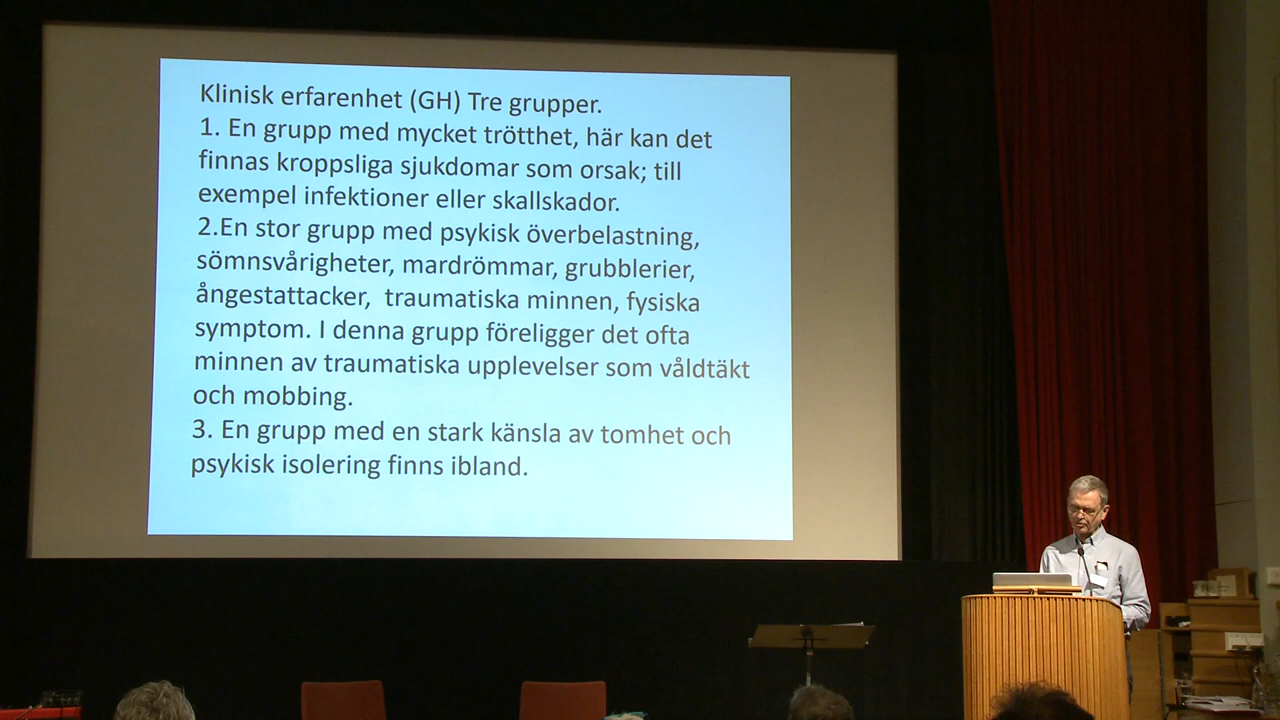 Klinisk erfarenhet (GH) Tre grupper.
1. En grupp med mycket trötthet, här kan det
finnas kroppsliga sjukdomar som orsak; till
exempel infektioner eller skallskador.
2.En stor grupp med psykisk överbelastning,
sömnsvårigheter, mardrömmar, grubblerier,
ångestattacker,  traumatiska minnen, fysiska
symptom. I denna grupp föreligger det ofta
minnen av traumatiska upplevelser som våldtäkt
och mobbing.
3. En grupp med en stark känsla av tomhet och
psykisk isolering finns ibland.